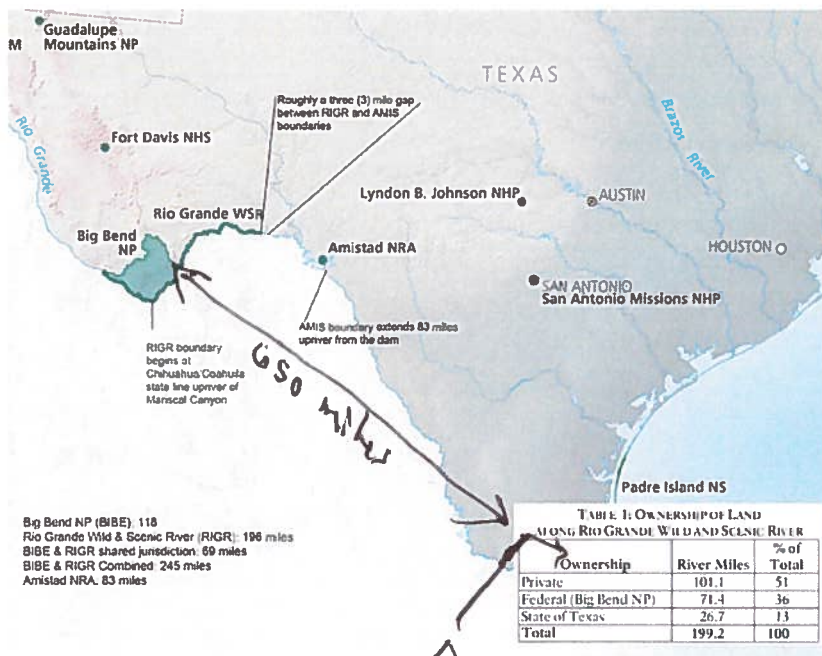 Guadalupe
Mountains NP
M
TEXAS
Roughly a three (3) mile gap
between RIGR and AMIS
boundaries
Brazos River
Rio Grande
Fort Davis NHS
Lyndon B. Johnson NHP
AUSTIN
Rio Grande WSR
Big Bend
NP
Amistad NRA
HOUSTON
SAN ANTONIO
San Antonio Missions NHP
AMIS boundary extends 83 miles
upriver from the dam
RIGR boundary
begins at
Chihuahua/Coahuila
state line upriver of
Mariscal Canyon
650 miles
Padre Island NS
Big Bend NP (BIBE): 118
Rio Grande Wild & Scenic River (RIGR): 196 miles
BIBE & RIGR shared jurisdiction: 69 miles
BIBE & RIGR Combined: 245 miles
Amistad NRA: 83 miles
TABLE 1: OWNERSHIP OF LAND
ALONG RIO GRANDE WILD AND SCENIC RIVER
Ownership River Miles % of Total
Private 101.1 51
Federal (Big Bend NP) 71.4 36
State of Texas 26.7 13
Total 199.2 100